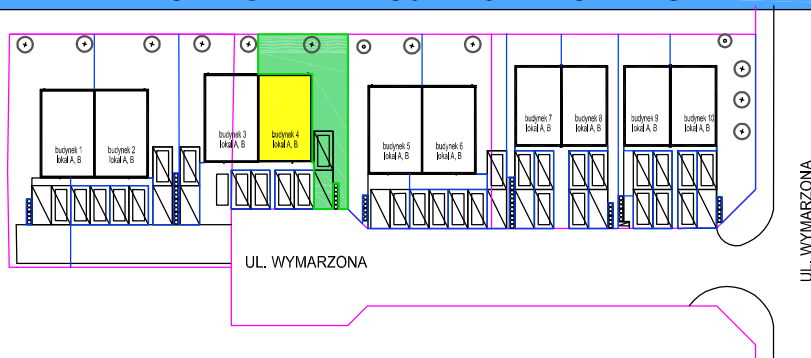 budynek 1
lokal A, B
budynek 2
lokal A, B
budynek 3
lokal A, B
budynek 4
lokal A, B
budynek 5
lokal A, B
budynek 6
lokal A, B
budynek 7
lokal A, B
budynek 8
lokal A, B
budynek 9
lokal A, B
budynek 10
lokal A, B
UL. WYMARZONA
UL. WYMARZONA